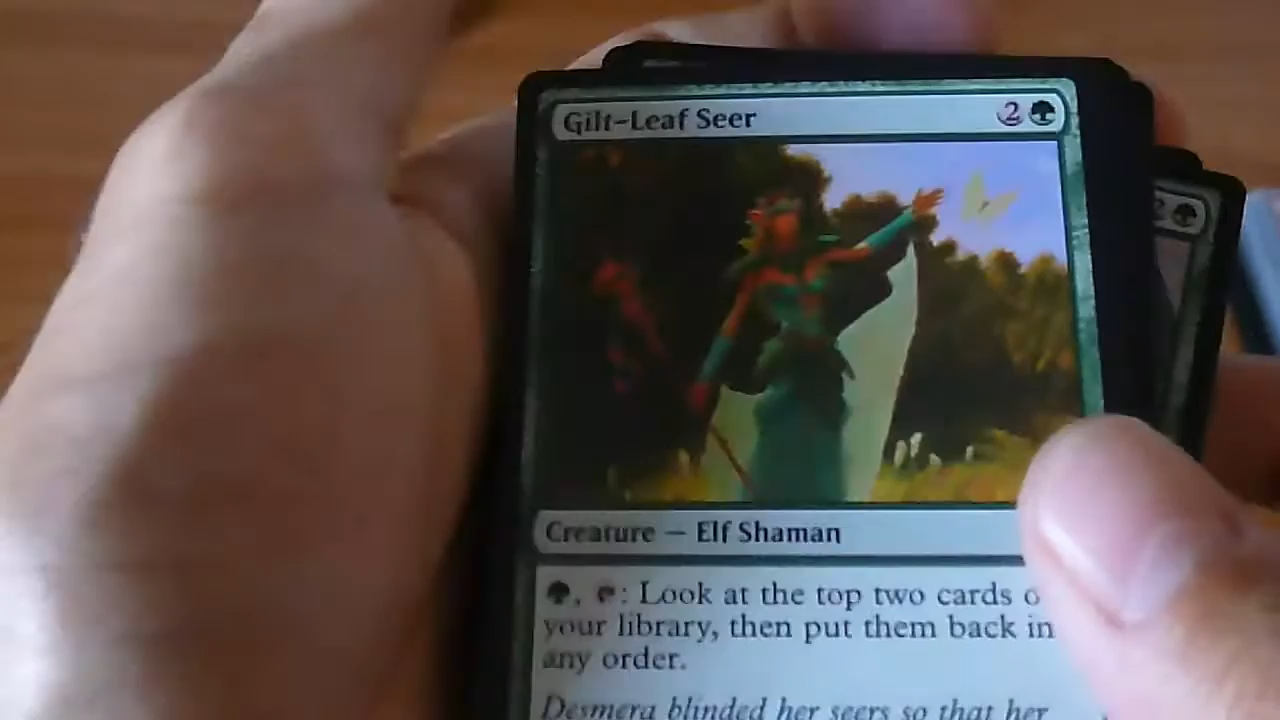 Gilt-Leaf Seer 2
Creature — Elf Shaman
, : Look at the top two cards
your library, then put them back in
any order.
Desmera blinded her seers so that her